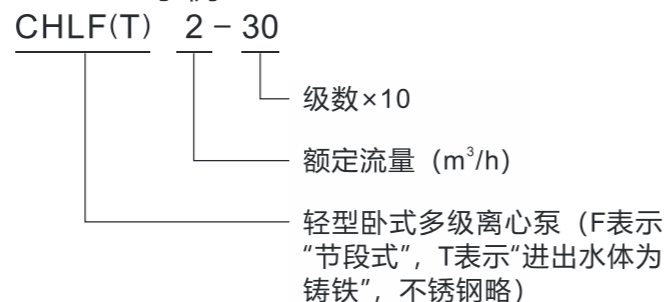 CHLF(T) 2-30
级数×10
额定流量（m³/h）
轻型卧式多级离心泵（F表示
“节段式”，T表示“进出水体为
铸铁”，不锈钢略）